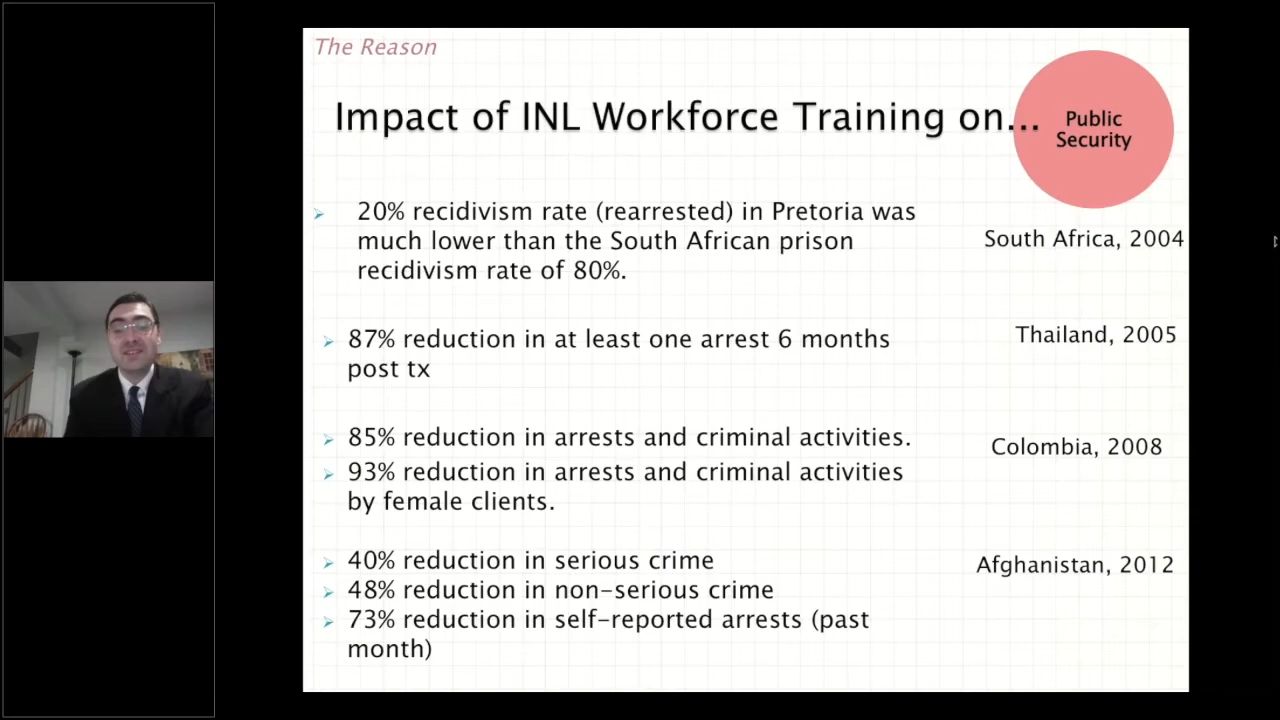 The Reason
Impact of INL Workforce Training on...
Public
Security
20% recidivism rate (rearrested) in Pretoria was
much lower than the South African prison
recidivism rate of 80%.
South Africa, 2004
87% reduction in at least one arrest 6 months
post tx
Thailand, 2005
85% reduction in arrests and criminal activities.
93% reduction in arrests and criminal activities
by female clients.
Colombia, 2008
40% reduction in serious crime
48% reduction in non-serious crime
73% reduction in self-reported arrests (past
month)
Afghanistan, 2012